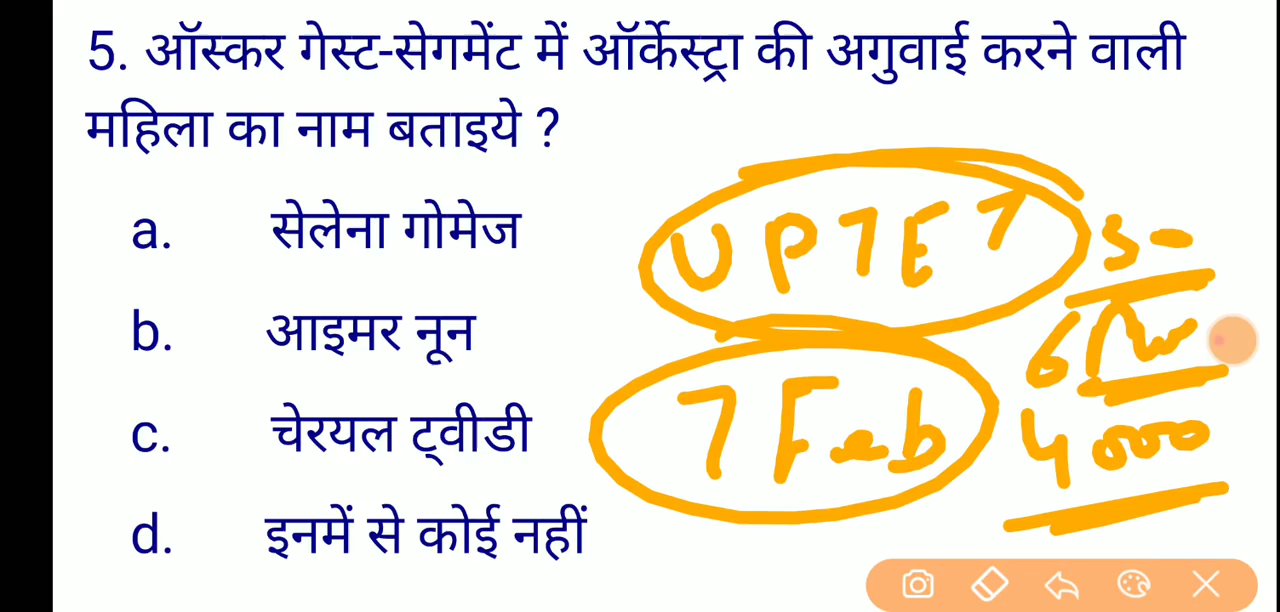 5. ऑस्कर गेस्ट-सेगमेंट में ऑर्केस्ट्रा की अगुवाई करने वाली
महिला का नाम बताइये ?
a. सेलेना गोमेज
b. आइमर नून
c. चेरयल ट्वीडी
d. इनमें से कोई नहीं
UPTET
7 Feb
4000